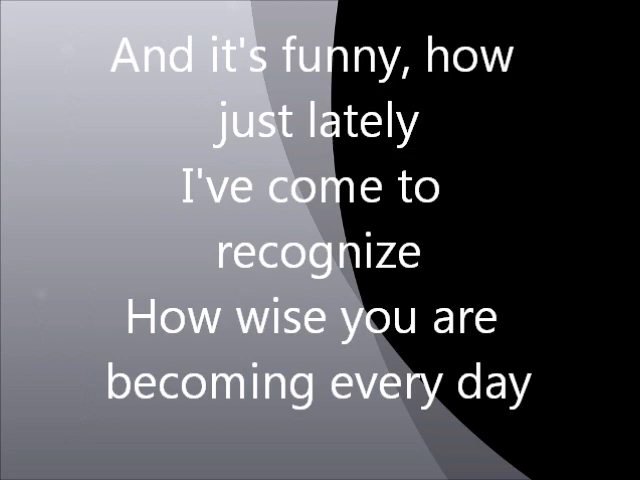 And it's funny, how
just lately
I've come to
recognize
How wise you are
becoming every day